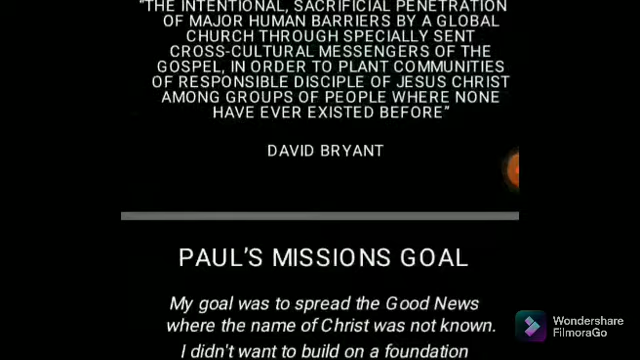 "THE INTENTIONAL, SACRIFICIAL PENETRATION
OF MAJOR HUMAN BARRIERS BY A GLOBAL
CHURCH THROUGH SPECIALLY SENT
CROSS-CULTURAL MESSENGERS OF THE
GOSPEL, IN ORDER TO PLANT COMMUNITIES
OF RESPONSIBLE DISCIPLE OF JESUS CHRIST
AMONG GROUPS OF PEOPLE WHERE NONE
HAVE EVER EXISTED BEFORE"
DAVID BRYANT
PAUL'S MISSIONS GOAL
My goal was to spread the Good News
where the name of Christ was not known.
I didn't want to build on a foundation
Wondershare
FilmoraGo